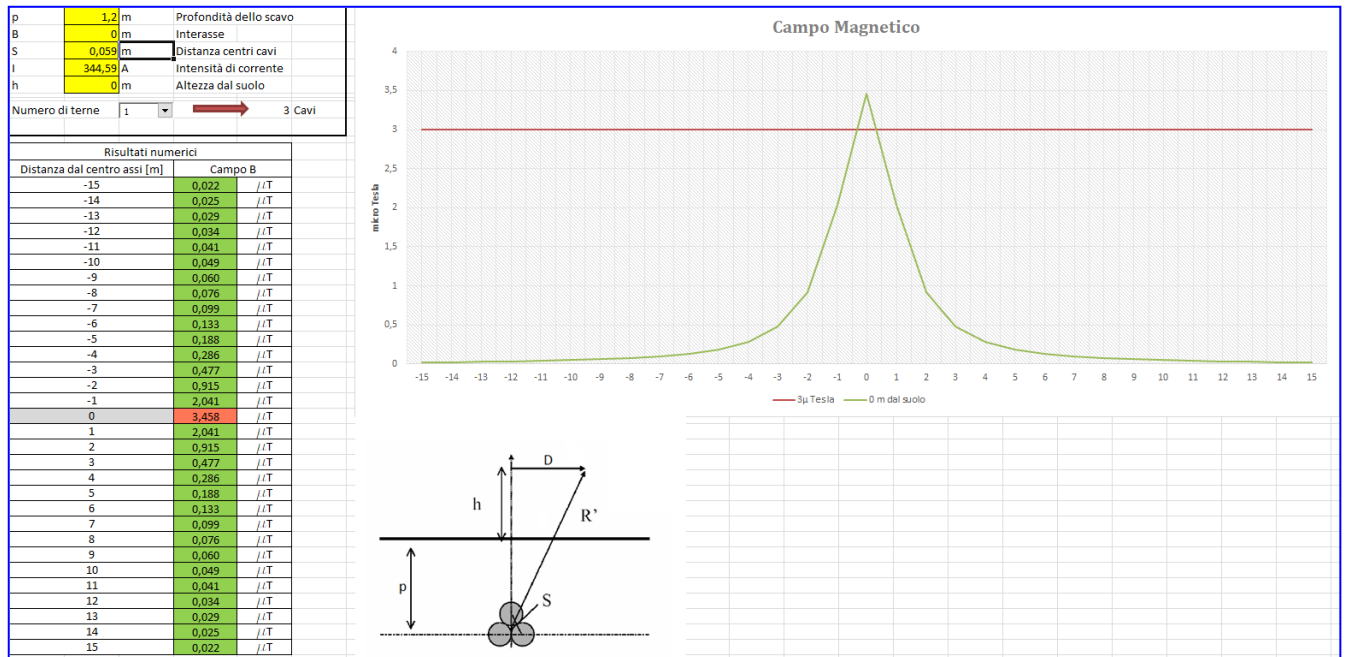 p 1,2 m Profondità dello scavo
B 0 m Interasse
S 0,059 m Distanza centri cavi
I 344,59 A Intensità di corrente
h 0 m Altezza dal suolo
Numero di terne 1 3 Cavi
Risultati numerici
Distanza dal centro assi [m] Campo B
-15 0,022 μT
-14 0,025 μT
-13 0,029 μT
-12 0,034 μT
-11 0,041 μT
-10 0,049 μT
-9 0,060 μT
-8 0,076 μT
-7 0,099 μT
-6 0,133 μT
-5 0,188 μT
-4 0,286 μT
-3 0,477 μT
-2 0,915 μT
-1 2,041 μT
0 3,458 μT
1 2,041 μT
2 0,915 μT
3 0,477 μT
4 0,286 μT
5 0,188 μT
6 0,133 μT
7 0,099 μT
8 0,076 μT
9 0,060 μT
10 0,049 μT
11 0,041 μT
12 0,034 μT
13 0,029 μT
14 0,025 μT
15 0,022 μT
Campo Magnetico
4
3,5
3
2,5
2
1,5
1
0,5
0
micro Tesla
-15 -14 -13 -12 -11 -10 -9 -8 -7 -6 -5 -4 -3 -2 -1 0 1 2 3 4 5 6 7 8 9 10 11 12 13 14 15
3μ Tesla 0 m dal suolo
D
h
R'
p
S